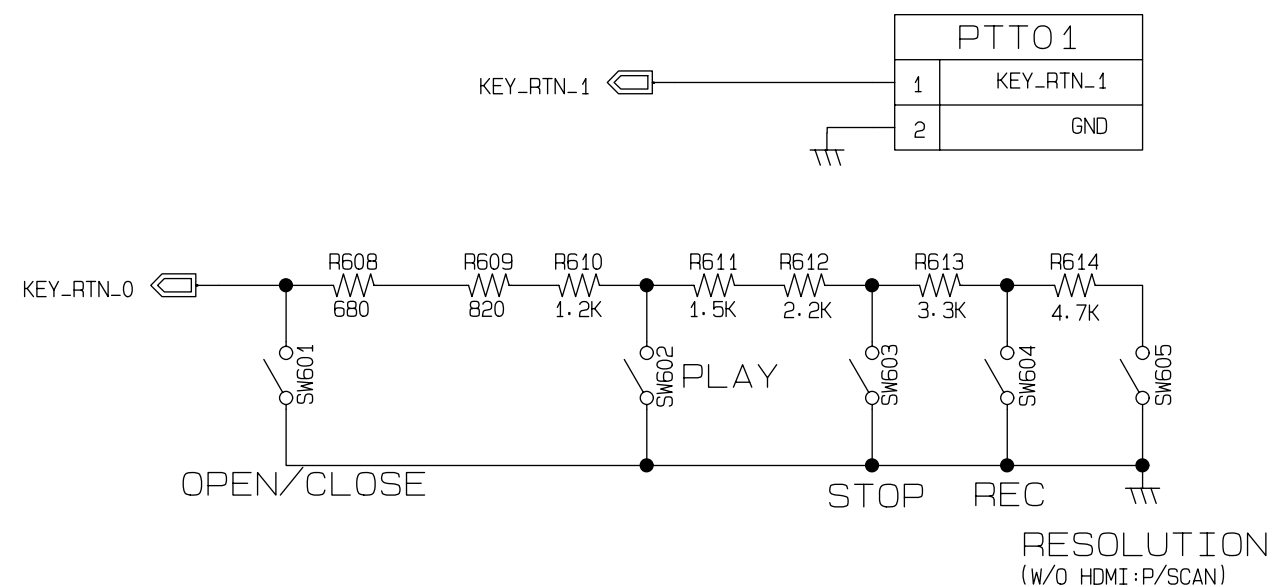 PTT01
KEY_RTN_1
1 KEY_RTN_1
2 GND
R608 R609 R610 R611 R612 R613 R614
KEY_RTN_0
680 820 1.2K 1.5K 2.2K 3.3K 4.7K
SW601 SW602 SW603 SW604 SW605
PLAY
OPEN/CLOSE
STOP REC
RESOLUTION
(W/O HDMI:P/SCAN)